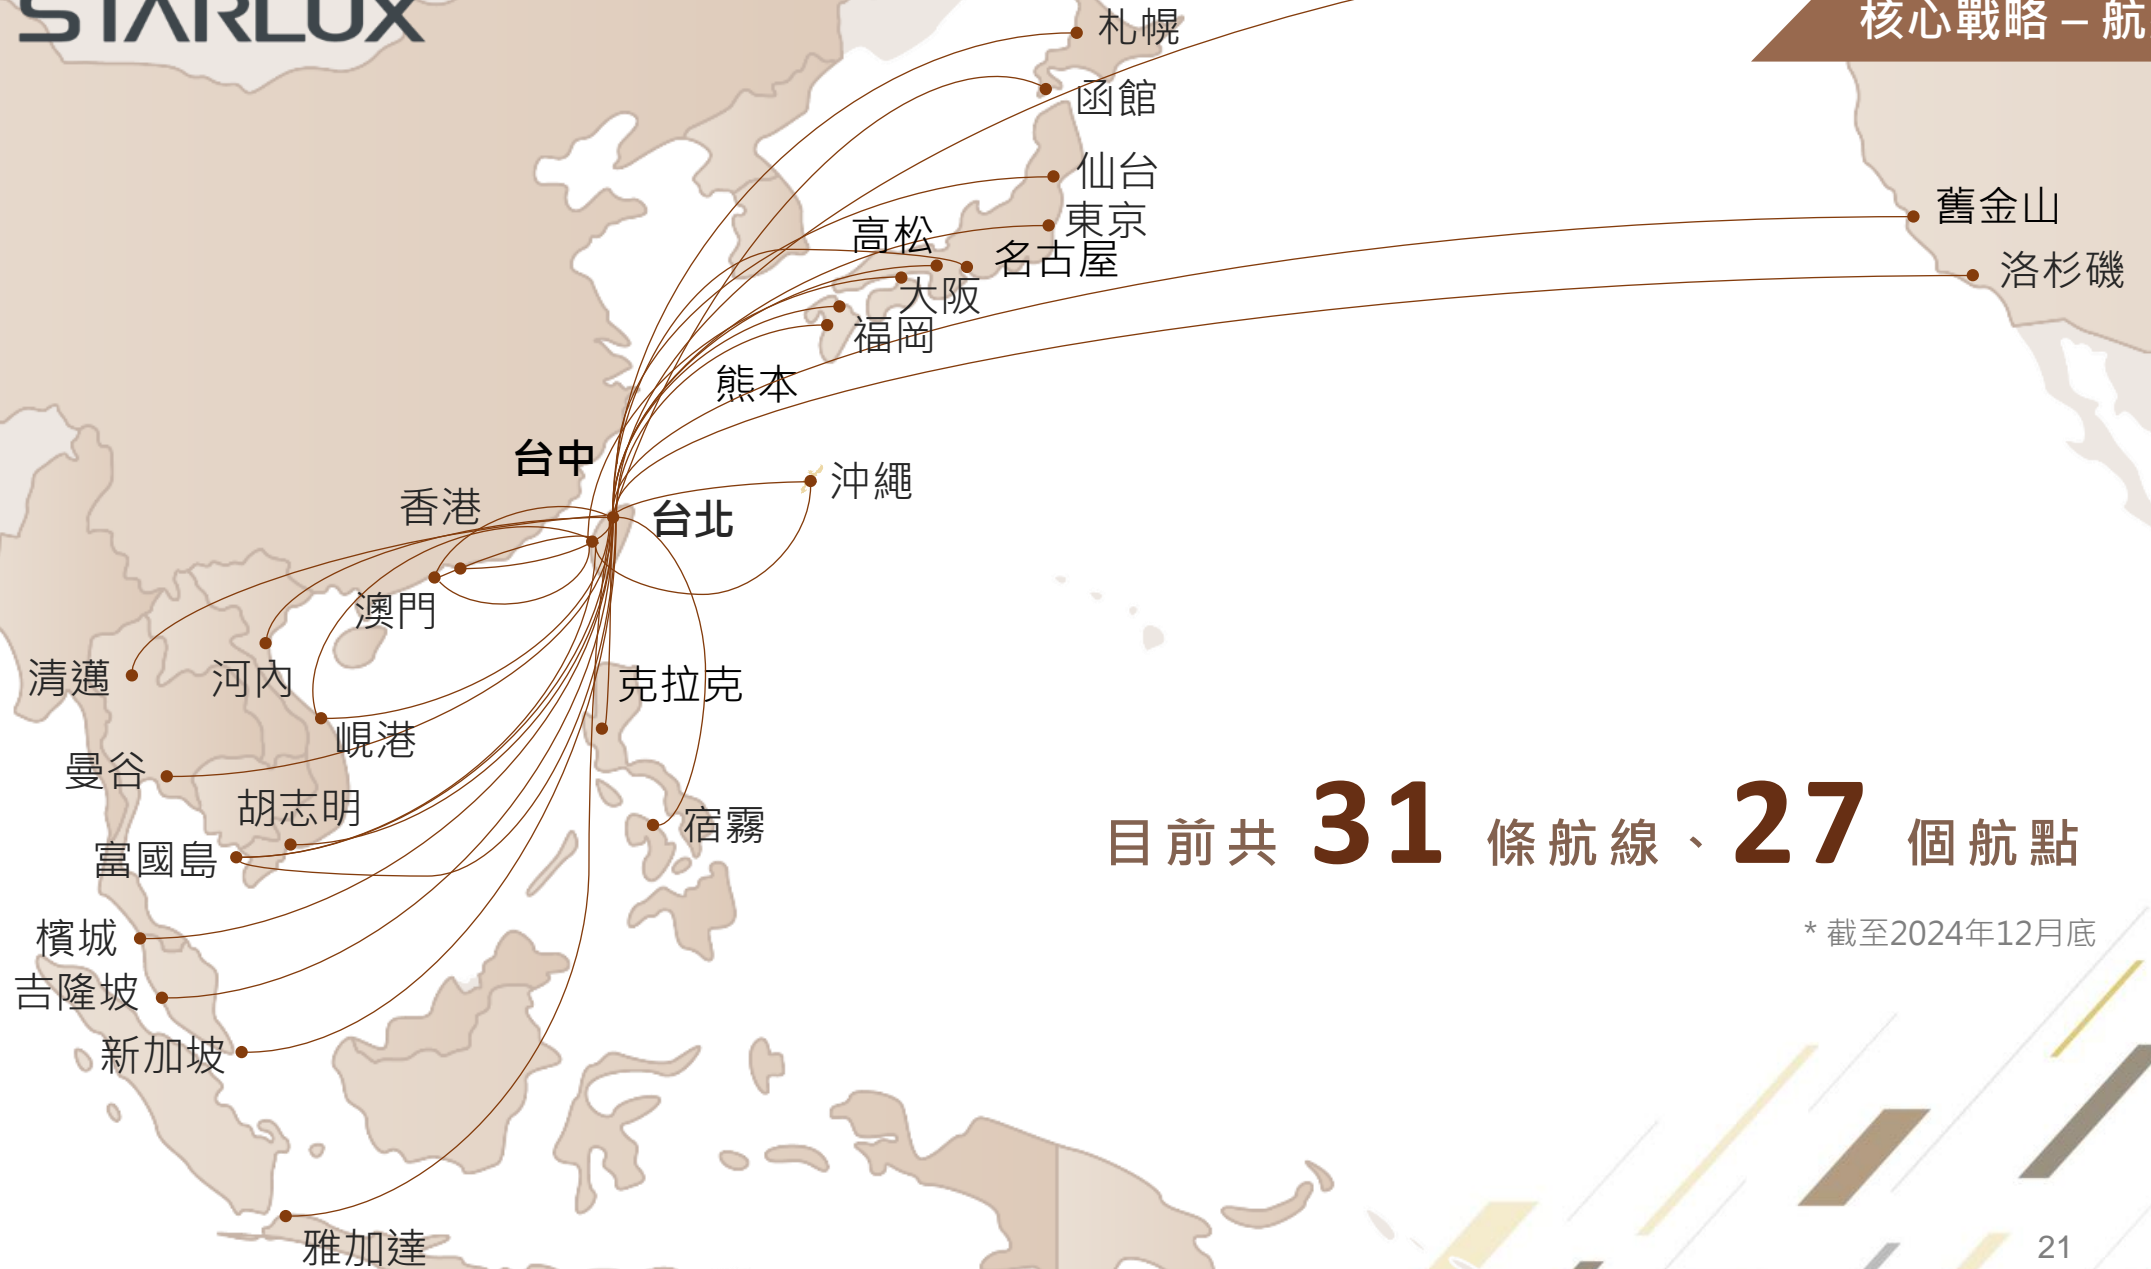 STARLUX
核心戰略 – 航
札幌
函館
仙台
東京
高松
名古屋
大阪
福岡
熊本
舊金山
洛杉磯
台中
香港
台北
沖繩
澳門
清邁
河內
克拉克
峴港
曼谷
胡志明
宿霧
富國島
檳城
吉隆坡
新加坡
雅加達
目前共 31 條航線、27 個航點
* 截至2024年12月底
21